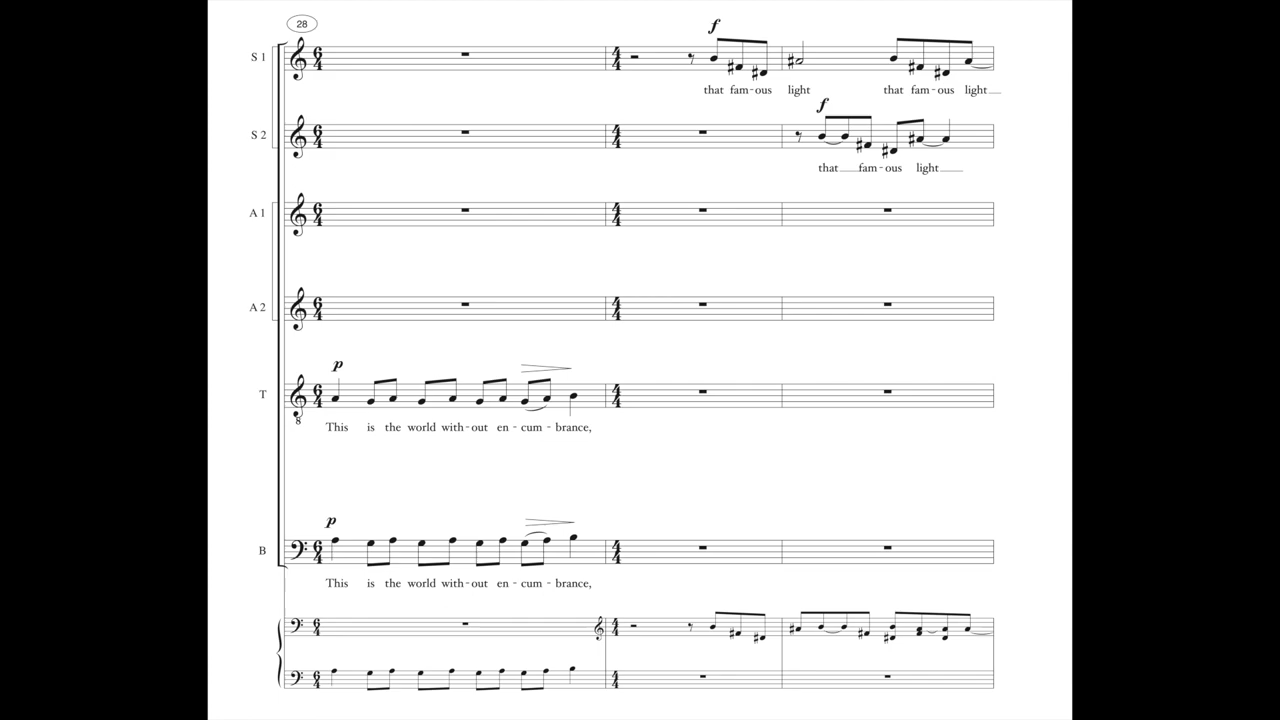 28
S 1
f
that fam-ous light that fam-ous light
S 2
f
that fam-ous light
A 1
A 2
T
p
This is the world with-out en-cum-brance,
B
p
This is the world with-out en-cum-brance,